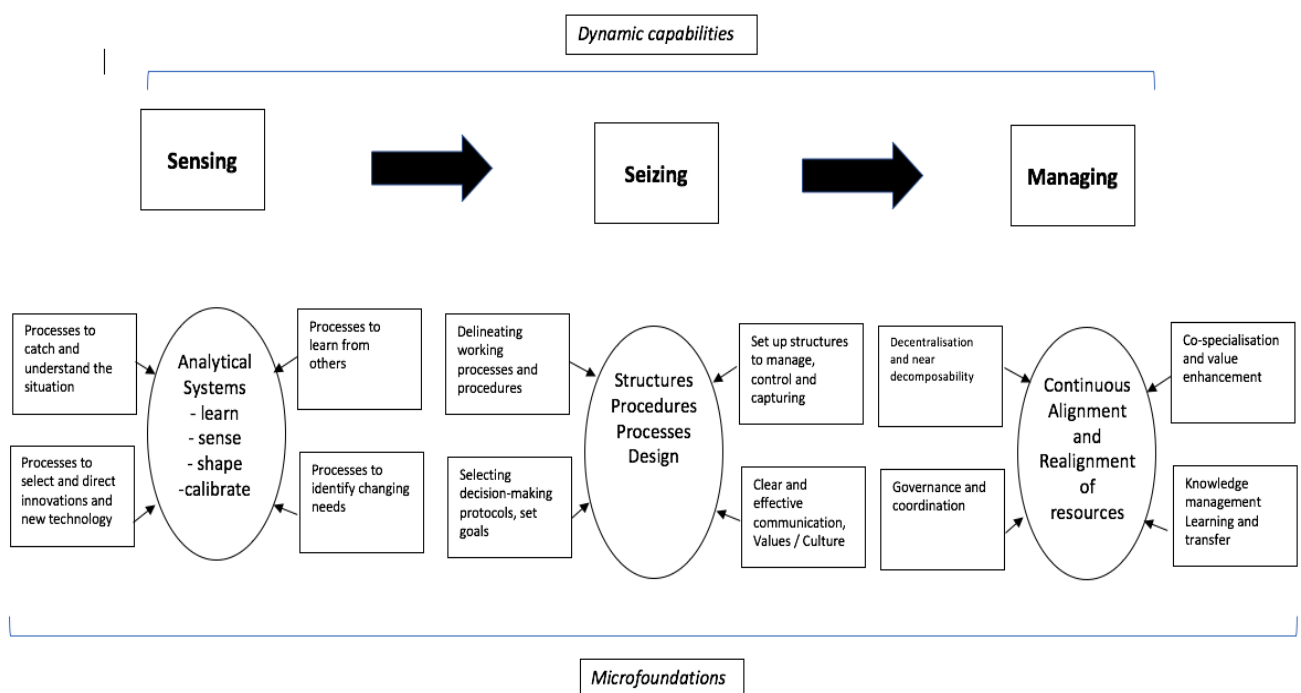 Dynamic capabilities
Sensing
Seizing
Managing
Processes to
catch and
understand the
situation
Processes to
select and direct
innovations and
new technology
Analytical
Systems
- learn
- sense
- shape
-calibrate
Processes to
learn from
others
Processes to
identify changing
needs
Delineating
working
processes and
procedures
Selecting
decision-making
protocols, set
goals
Structures
Procedures
Processes
Design
Set up structures
to manage,
control and
capturing
Clear and
effective
communication,
Values / Culture
Decentralisation
and near
decomposability
Governance and
coordination
Continuous
Alignment
and
Realignment
of
resources
Co-specialisation
and value
enhancement
Knowledge
management
Learning and
transfer
Microfoundations